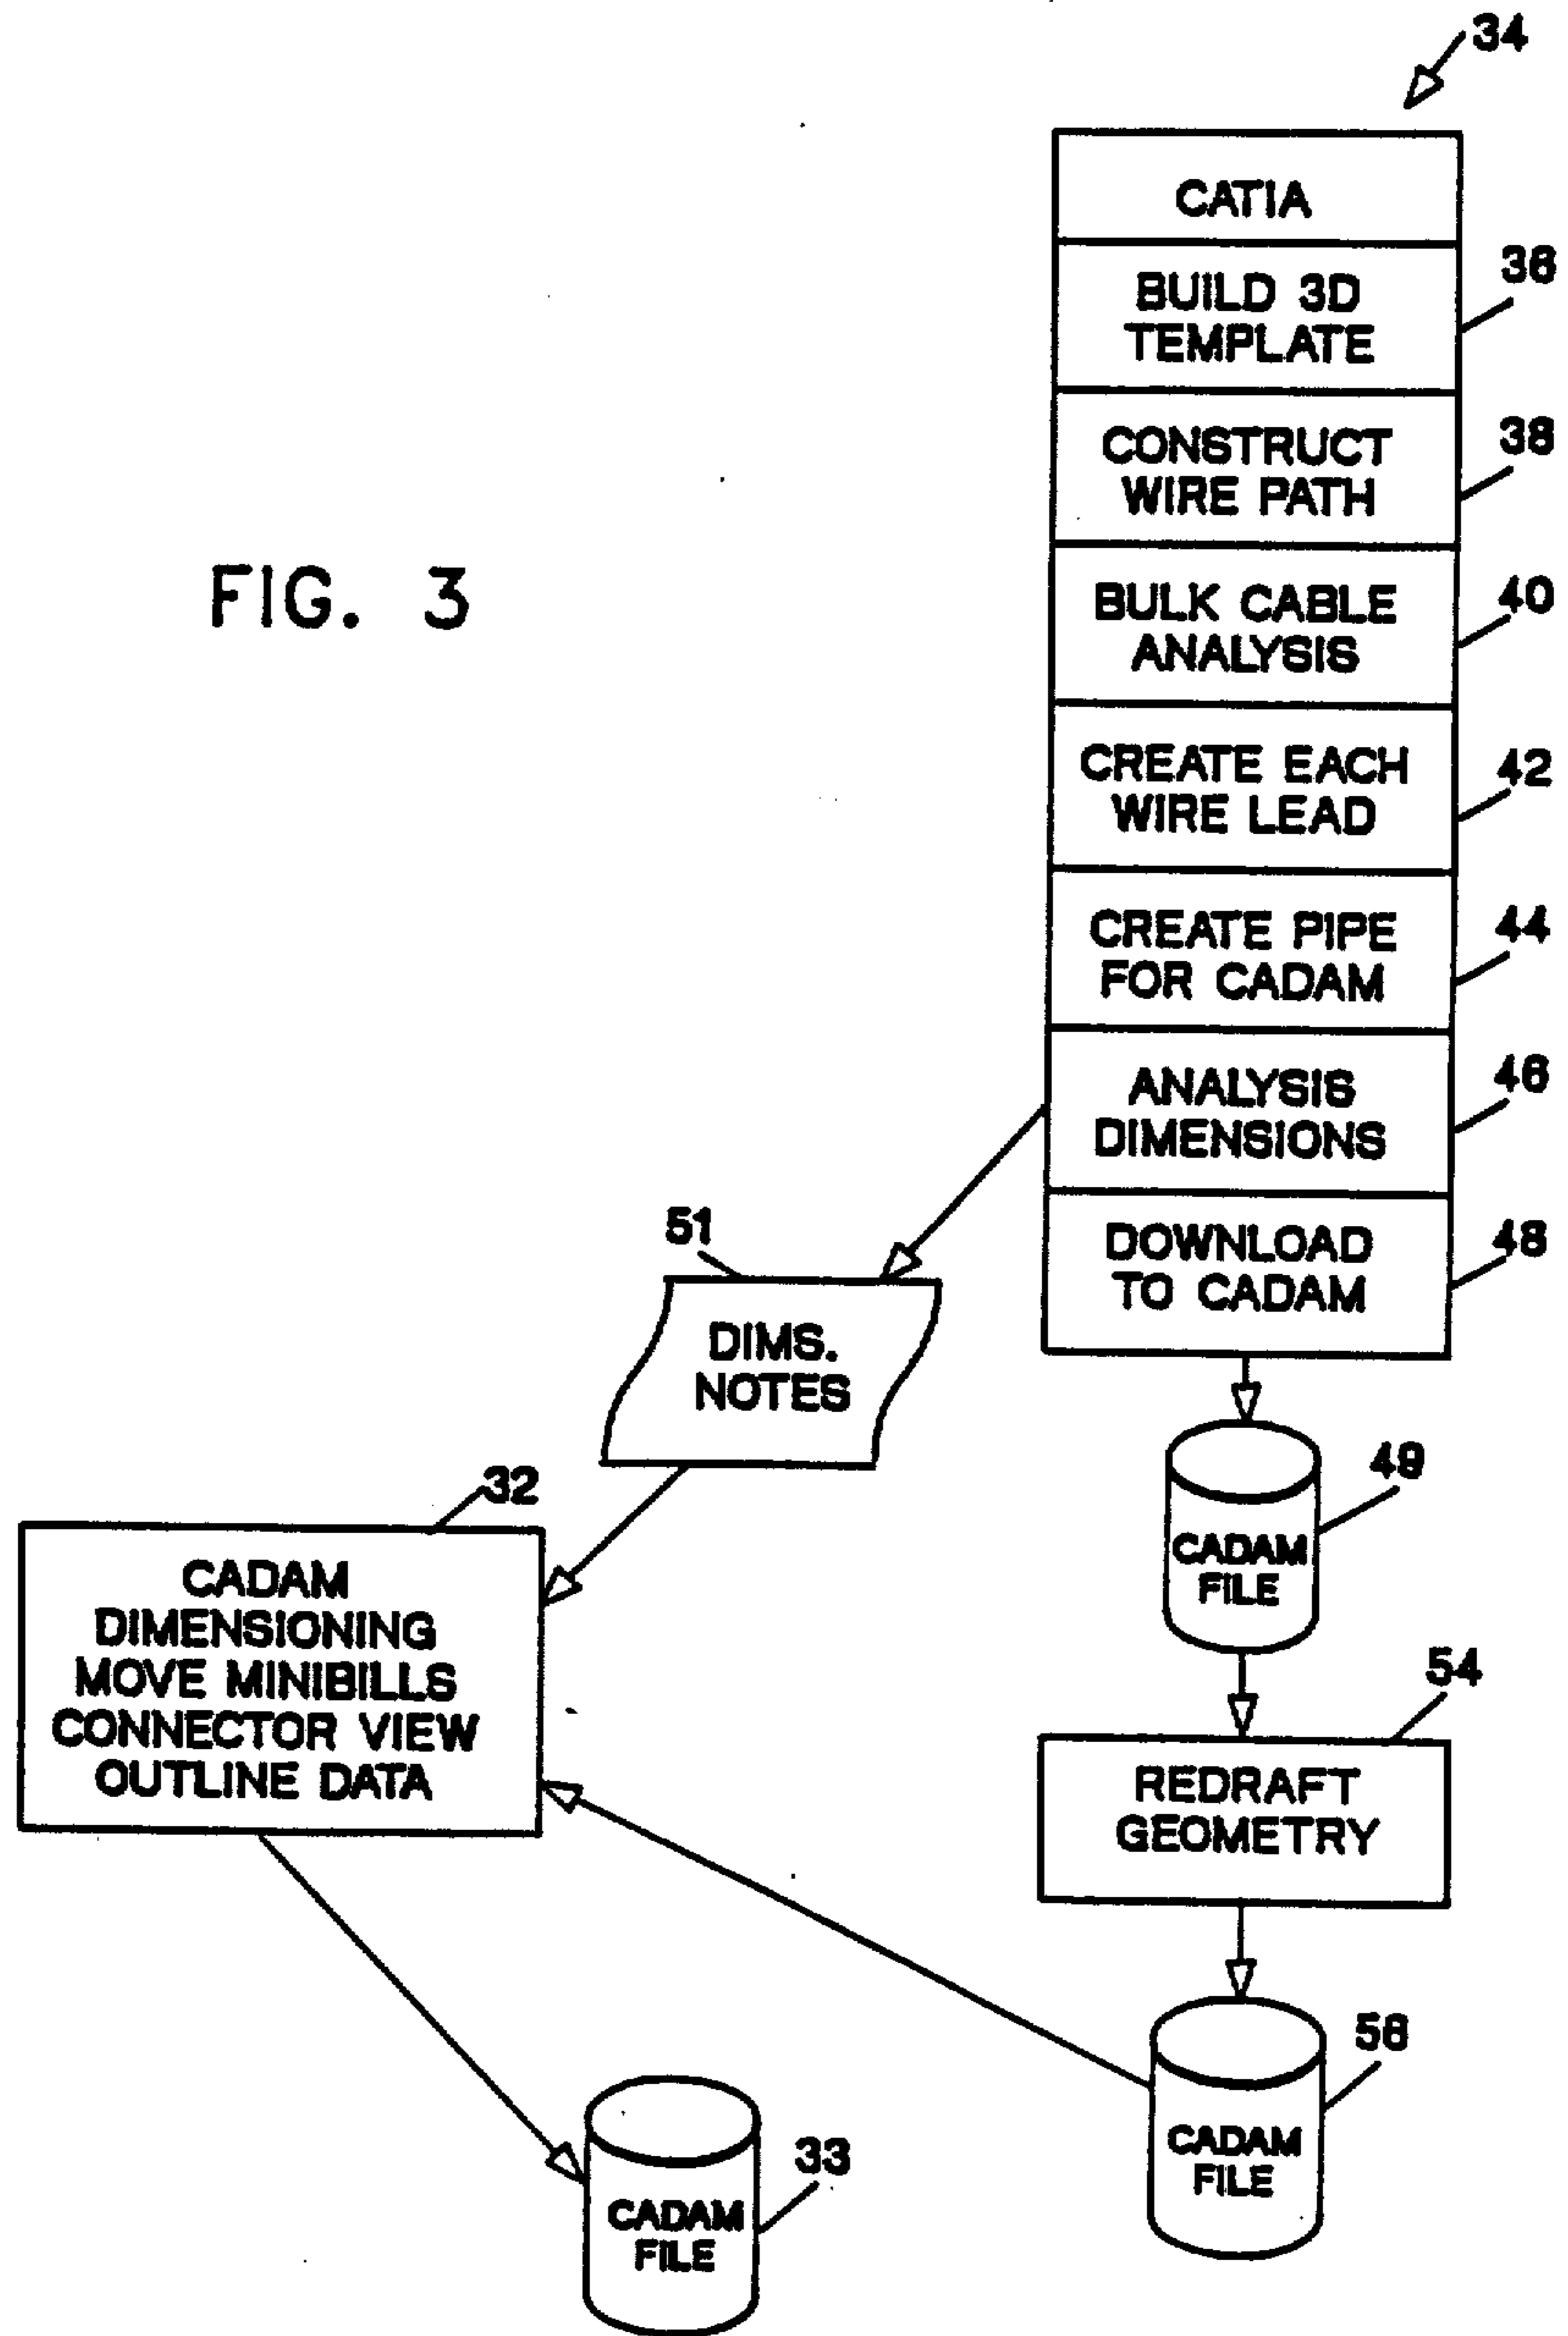 34
CATIA
BUILD 3D
TEMPLATE
36
CONSTRUCT
WIRE PATH
38
FIG. 3
BULK CABLE
ANALYSIS
40
CREATE EACH
WIRE LEAD
42
CREATE PIPE
FOR CADAM
44
ANALYSIS
DIMENSIONS
46
DOWNLOAD
TO CADAM
48
51
DIMS.
NOTES
CADAM
FILE
49
32
CADAM
DIMENSIONING
MOVE MINIBILLS
CONNECTOR VIEW
OUTLINE DATA
54
REDRAFT
GEOMETRY
CADAM
FILE
56
CADAM
FILE
33